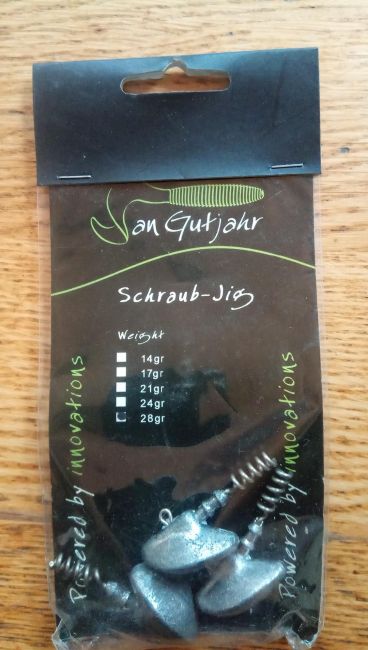 Jan Gutjahr
Schraub-Jig
Weight
14gr
17gr
21gr
24gr
28gr
Powered by innovations
Powered by innovations